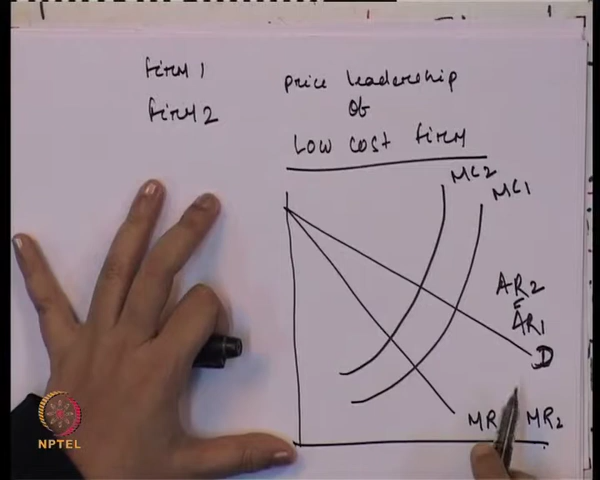 firm 1
firm 2
price leadership
of
Low cost firm
MC2
MC1
AR2
=
AR1
D
MR
MR2
NPTEL